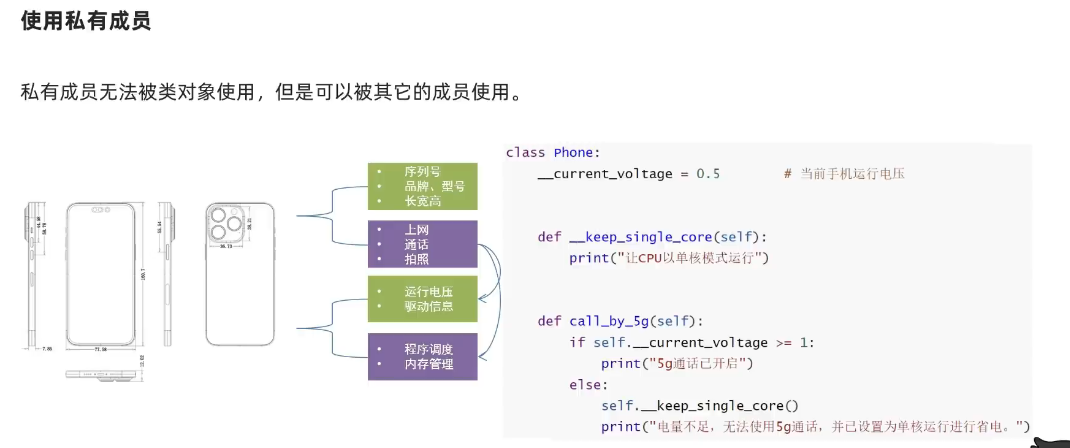 使用私有成员
私有成员无法被类对象使用，但是可以被其它的成员使用。
• 序列号
• 品牌、型号
• 长宽高
• 上网
• 通话
• 拍照
• 运行电压
• 驱动信息
• 程序调度
• 内存管理
7.85
71.50
class Phone:
    __current_voltage = 0.5        # 当前手机运行电压
    def __keep_single_core(self):
        print("让CPU以单核模式运行")
    def call_by_5g(self):
        if self.__current_voltage >= 1:
            print("5g通话已开启")
        else:
            self.__keep_single_core()
            print("电量不足，无法使用5g通话，并已设置为单核运行进行省电。")